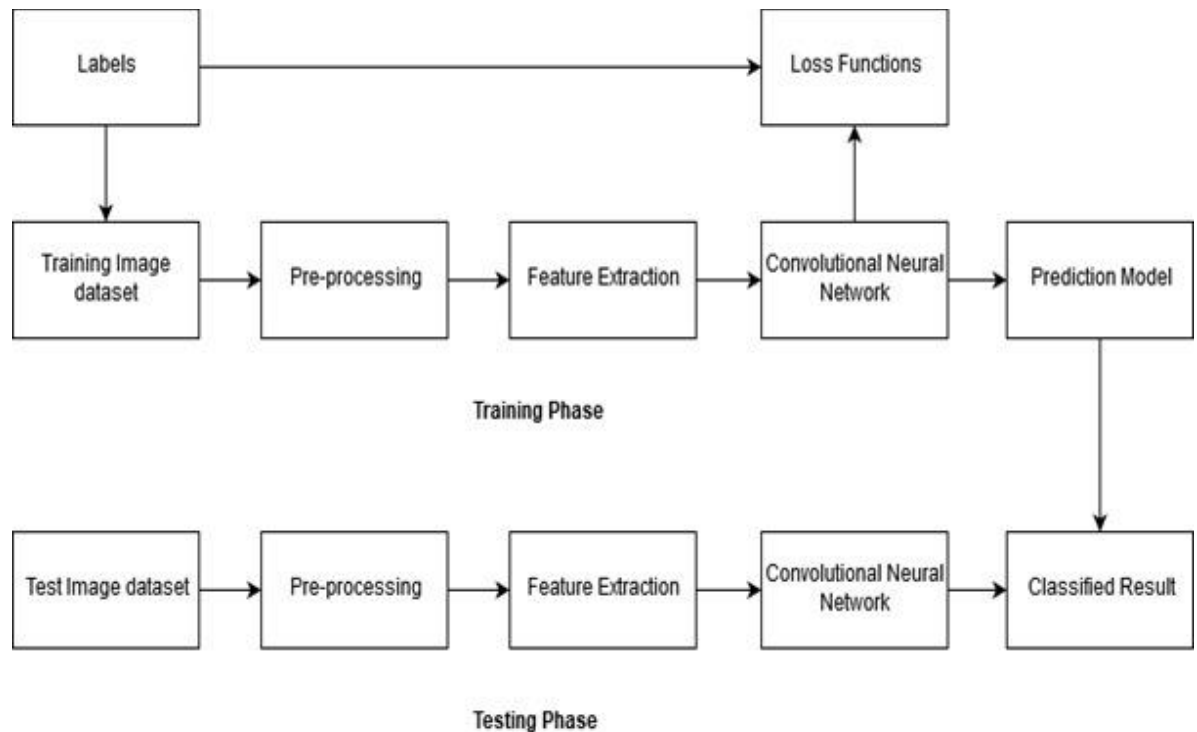 Labels
Loss Functions
Training Image
dataset
Pre-processing
Feature Extraction
Convolutional Neural
Network
Prediction Model
Training Phase
Test Image dataset
Pre-processing
Feature Extraction
Convolutional Neural
Network
Classified Result
Testing Phase